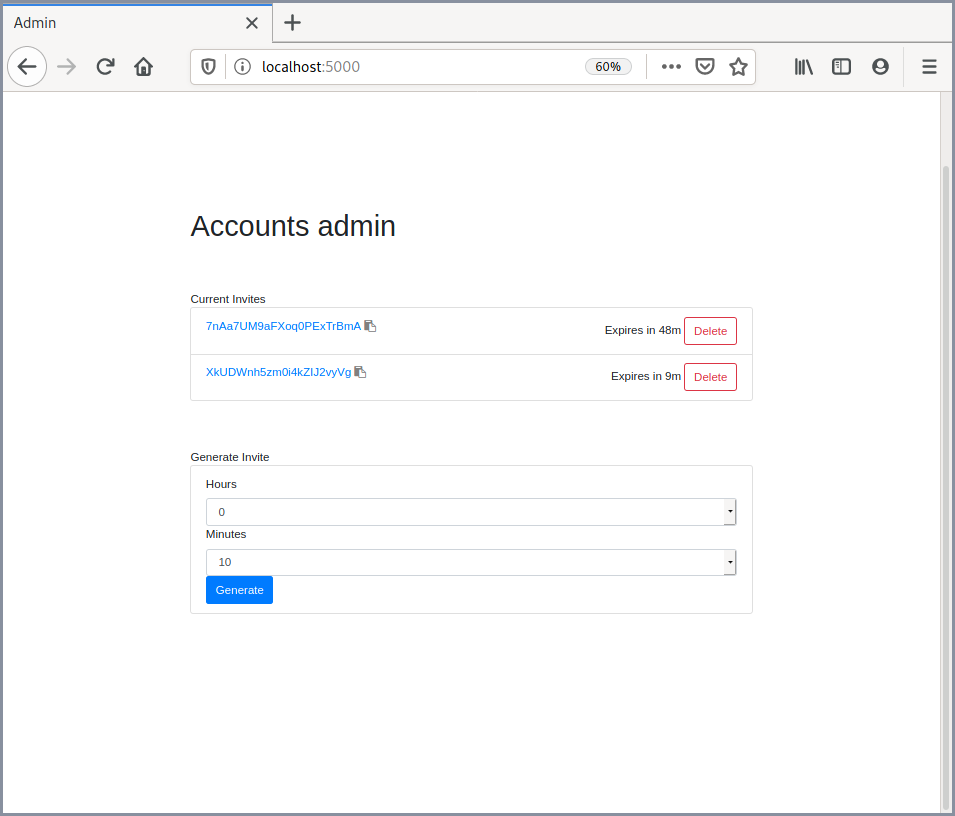 Admin
localhost:5000
60%
Accounts admin
Current Invites
7nAa7UM9aFXoq0PExTrBmA Expires in 48m Delete
XkUDWnh5zm0i4kZIJ2vyVg Expires in 9m Delete
Generate Invite
Hours
0
Minutes
10
Generate